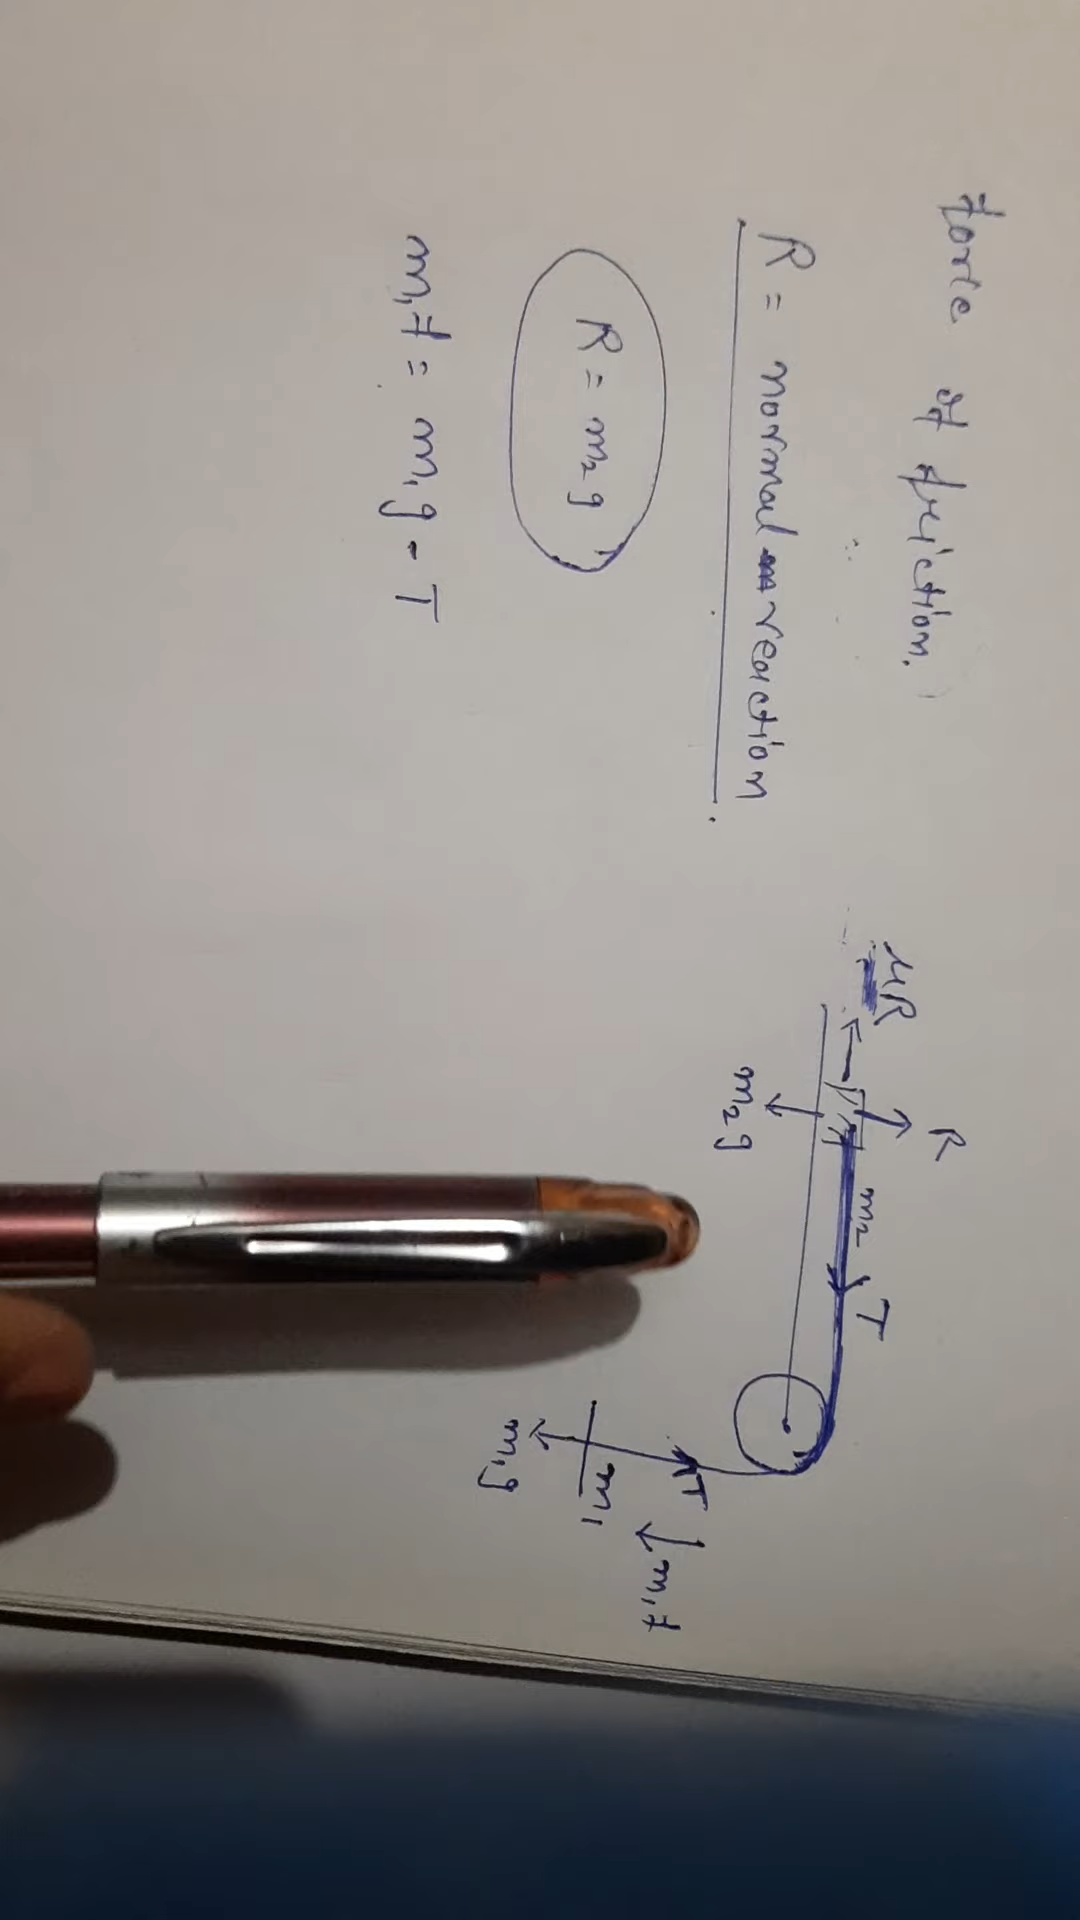 force of friction.
R = normal reaction.
R = m₂g
m₁f = m₁g - T
R
μR
m₂
T
m₂g
T
m₁f
m₁
m₁g